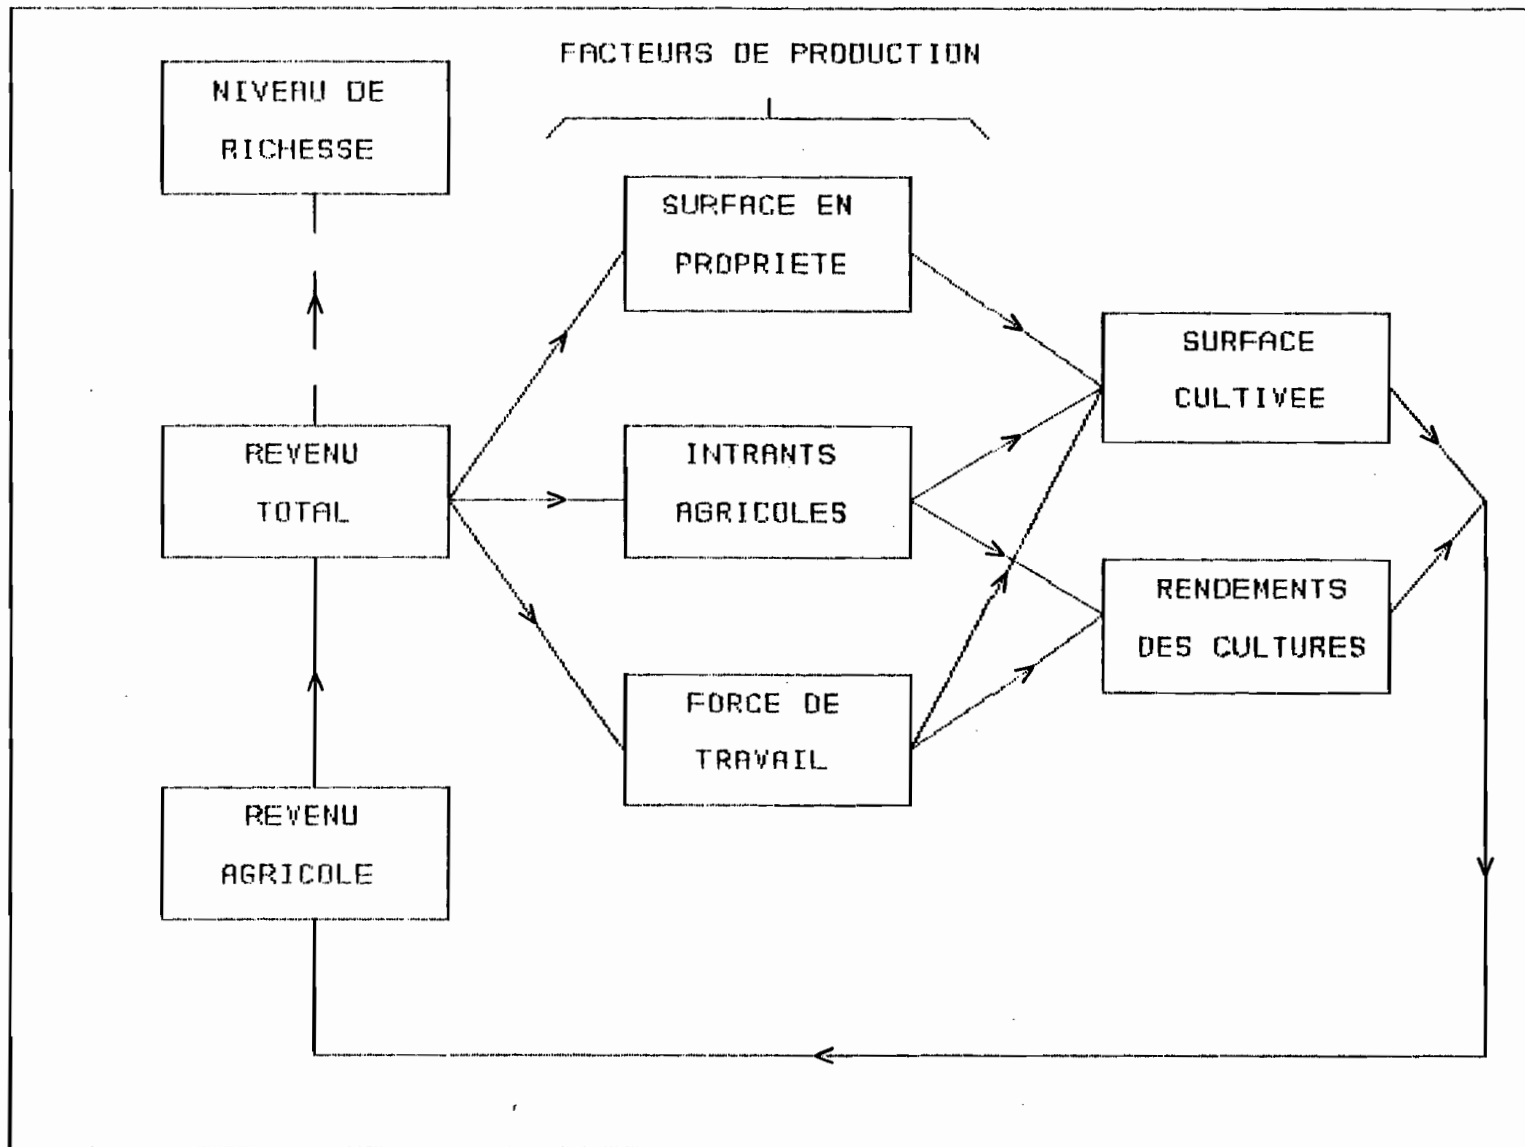 FACTEURS DE PRODUCTION
NIVEAU DE
RICHESSE
SURFACE EN
PROPRIETE
SURFACE
CULTIVEE
REVENU
TOTAL
INTRANTS
AGRICOLES
RENDEMENTS
DES CULTURES
FORCE DE
TRAVAIL
REVENU
AGRICOLE